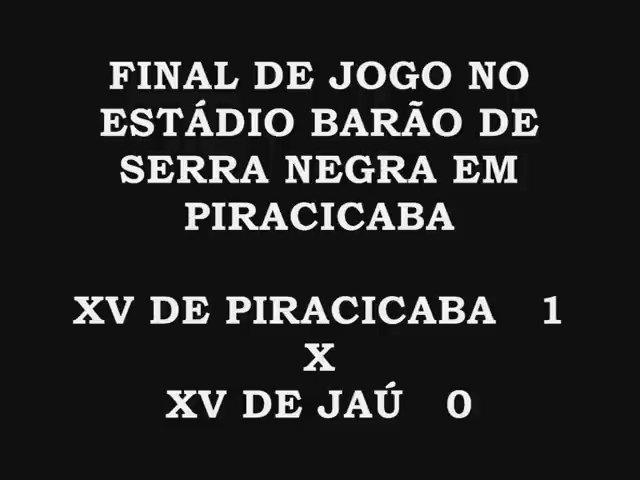 FINAL DE JOGO NO
ESTÁDIO BARÃO DE
SERRA NEGRA EM
PIRACICABA
XV DE PIRACICABA 1
X
XV DE JAÚ 0